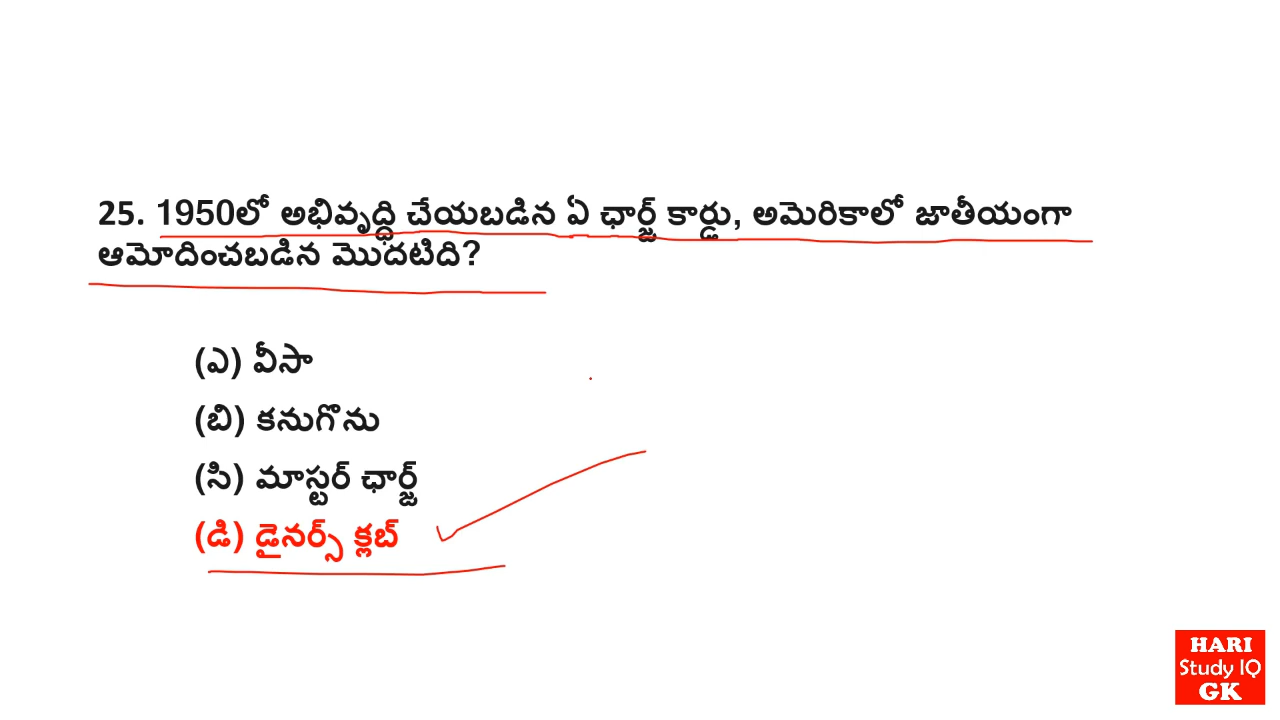 25. 1950లో అభివృద్ధి చేయబడిన ఏ ఛార్జ్ కార్డు, అమెరికాలో జాతీయంగా
ఆమోదించబడిన మొదటిది?
(ఎ) వీసా
(బి) కనుగొను
(సి) మాస్టర్ ఛార్జ్
(డి) డైనర్స్ క్లబ్
HARI
Study IQ
GK